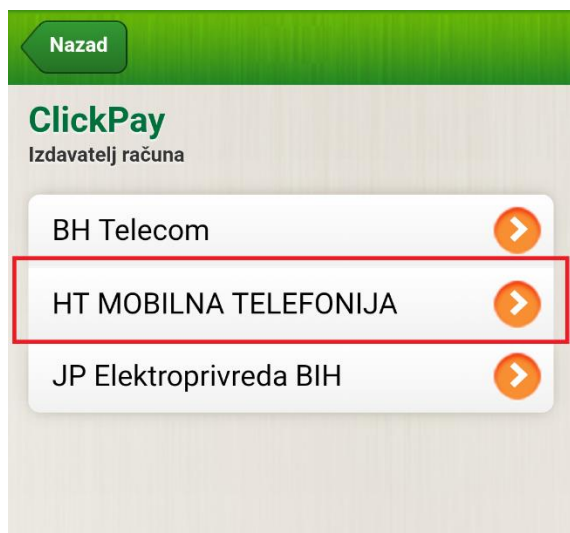 Nazad
ClickPay
Izdavatelj računa
BH Telecom
HT MOBILNA TELEFONIJA
JP Elektroprivreda BIH